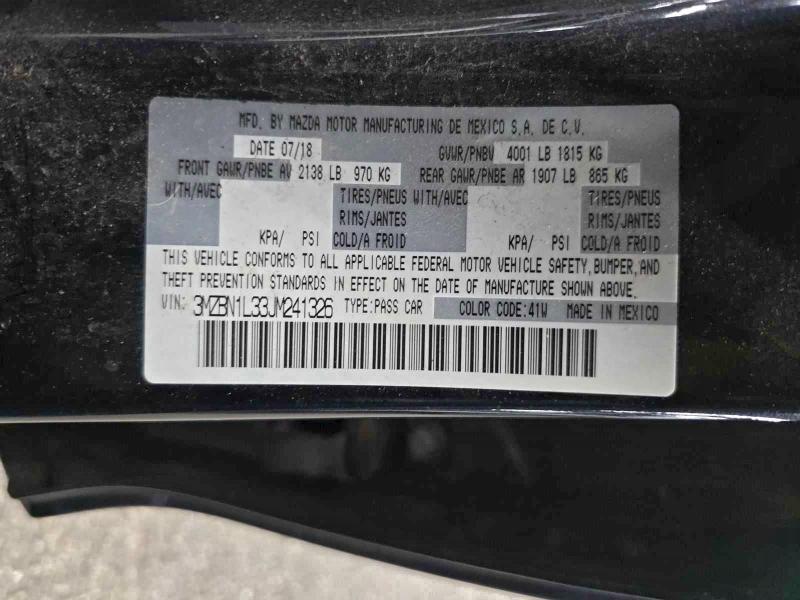 MFD. BY MAZDA MOTOR MANUFACTURING DE MEXICO S.A. DE C.V.
DATE 07/18 GVWR/PNBV 4001 LB 1815 KG
FRONT GAWR/PNBE AV 2138 LB 970 KG REAR GAWR/PNBE AR 1907 LB 865 KG
WITH/AVEC TIRES/PNEUS WITH/AVEC TIRES/PNEUS
RIMS/JANTES RIMS/JANTES
KPA/ PSI COLD/A FROID KPA/ PSI COLD/A FROID
THIS VEHICLE CONFORMS TO ALL APPLICABLE FEDERAL MOTOR VEHICLE SAFETY, BUMPER, AND
THEFT PREVENTION STANDARDS IN EFFECT ON THE DATE OF MANUFACTURE SHOWN ABOVE.
VIN: 3MZBN1L33JM241326 TYPE:PASS CAR COLOR CODE:41W MADE IN MEXICO